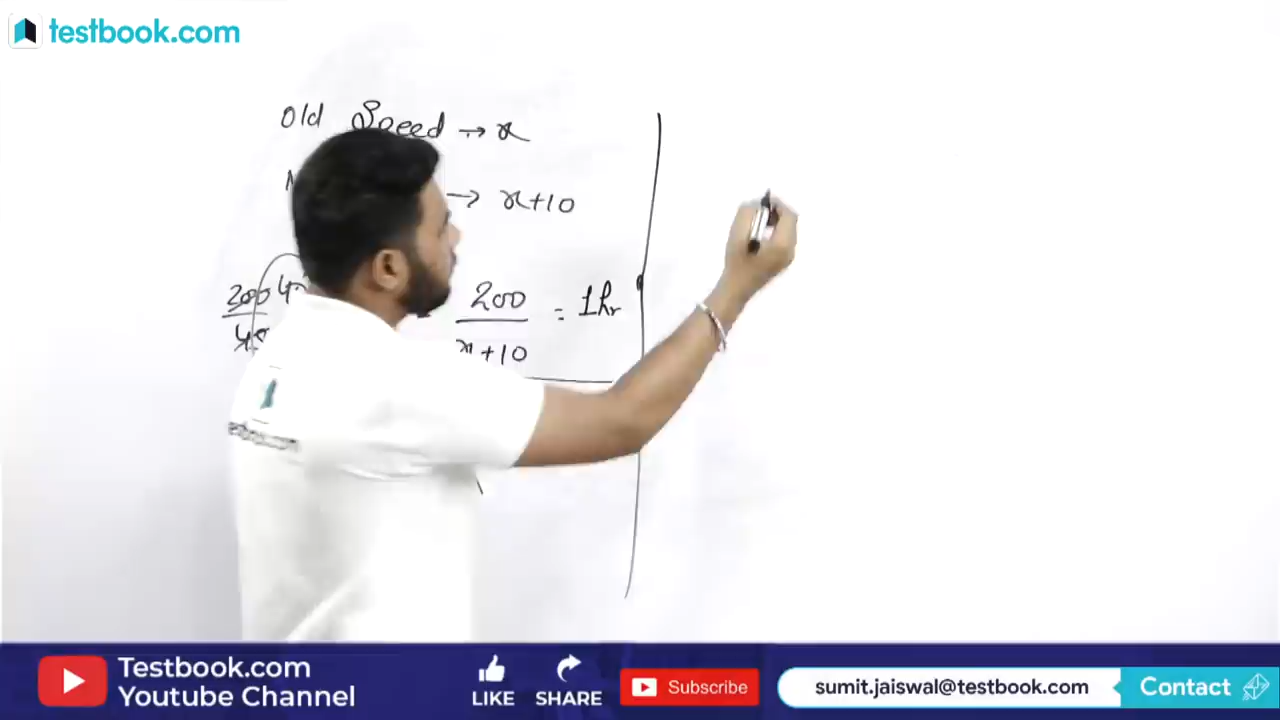 testbook.com
Old Speed → x
→ x+10
200 200 = 1hr
40 x+10
Testbook.com
Youtube Channel
LIKE
SHARE
Subscribe
sumit.jaiswal@testbook.com
Contact